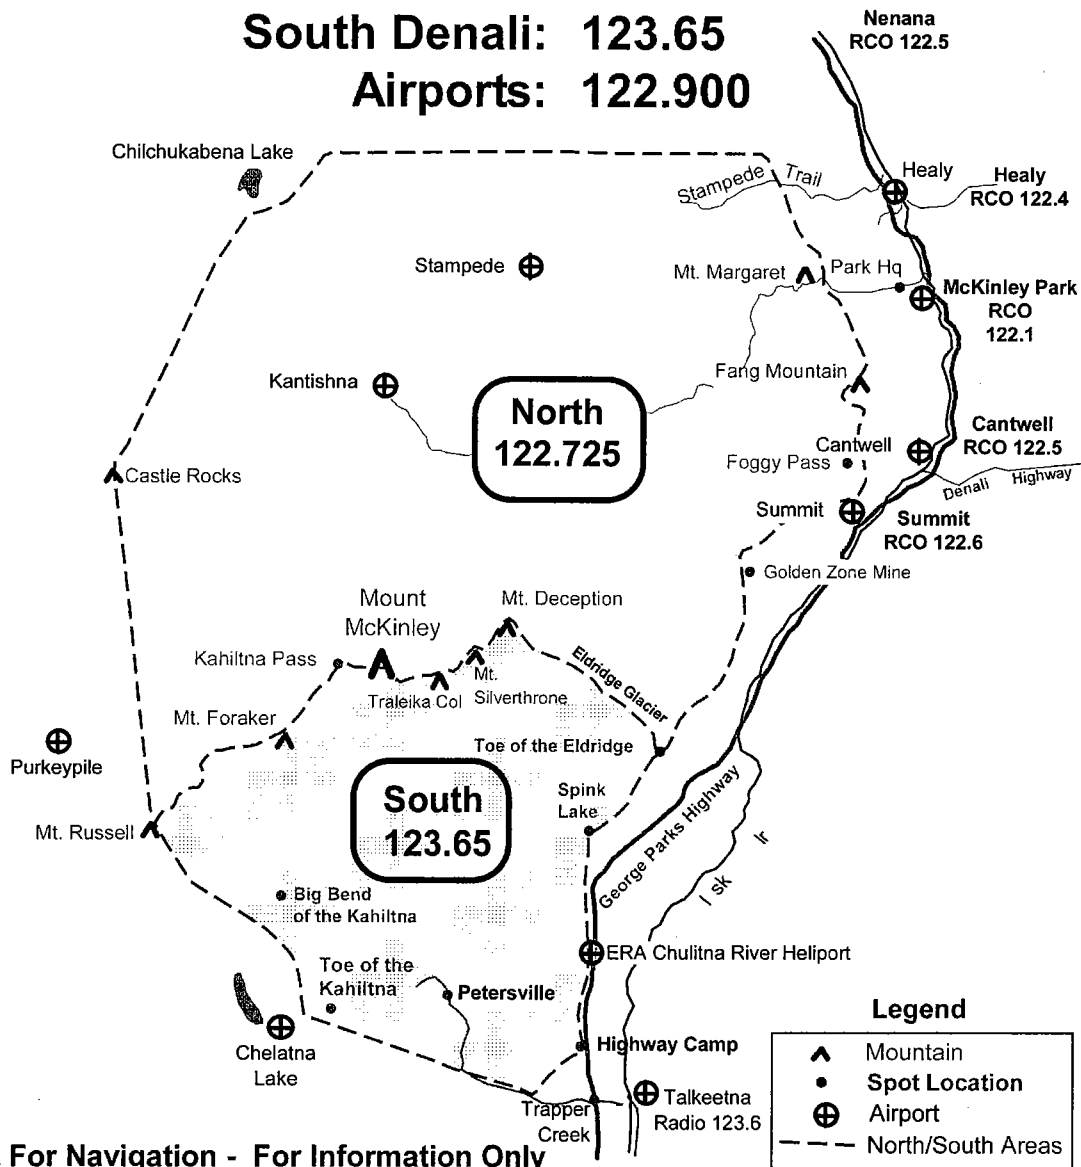 South Denali: 123.65
Airports: 122.900
Nenana
RCO 122.5
Chilchukabena Lake
Stampede Trail
Healy
Healy
RCO 122.4
Stampede
Mt. Margaret
Park Hq
McKinley Park
RCO
122.1
Kantishna
Fang Mountain
North
122.725
Cantwell
Cantwell
RCO 122.5
Foggy Pass
Denali Highway
Castle Rocks
Summit
Summit
RCO 122.6
Golden Zone Mine
Mount
McKinley
Mt. Deception
Kahiltna Pass
Eldridge Glacier
Traleika Col
Mt.
Silverthrone
Mt. Foraker
Toe of the Eldridge
Purkeypile
South
123.65
Spink
Lake
George Parks Highway
Mt. Russell
I sk Ir
Big Bend
of the Kahiltna
ERA Chulitna River Heliport
Toe of the
Kahiltna
Petersville
Chelatna
Lake
Highway Camp
Trapper
Creek
Talkeetna
Radio 123.6
Legend
Mountain
Spot Location
Airport
North/South Areas
For Navigation - For Information Only